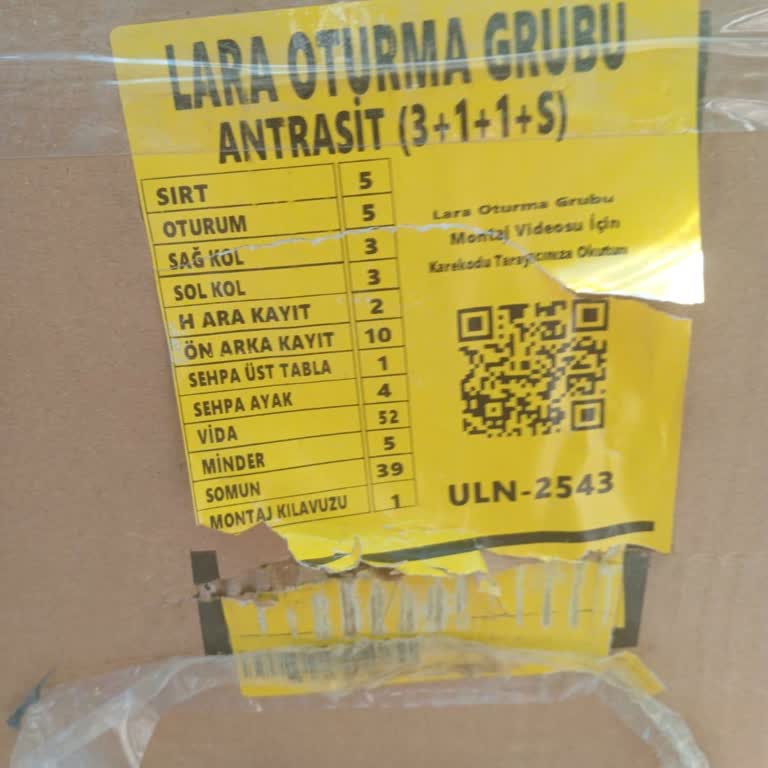 LARA OTURMA GRUBU
ANTRASİT (3+1+1+S)
SIRT 5
OTURUM 5
SAĞ KOL 3
SOL KOL 3
H ARA KAYIT 2
ÖN ARKA KAYIT 10
SEHPA ÜST TABLA 1
SEHPA AYAK 4
VİDA 52
MİNDER 5
SOMUN 39
MONTAJ KILAVUZU 1
Lara Oturma Grubu
Montaj Videosu İçin
Karekodu Tarayıcınıza Okutun
ULN-2543